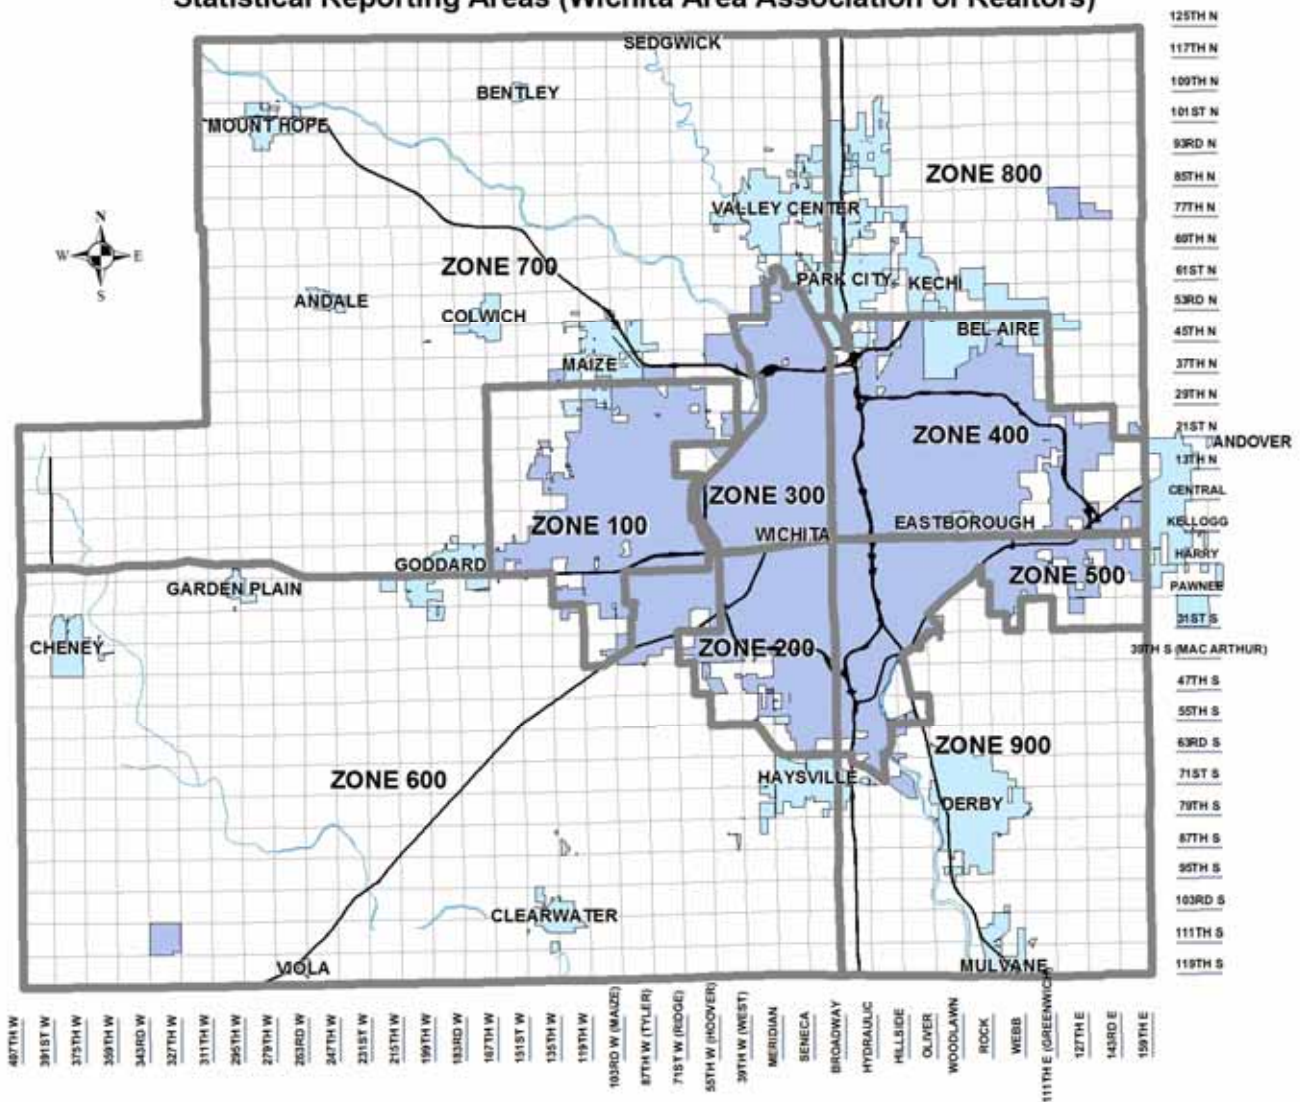 Statistical Reporting Areas (Wichita Area Association of Realtors)
125TH N
117TH N
109TH N
101ST N
93RD N
85TH N
77TH N
69TH N
61ST N
53RD N
45TH N
37TH N
29TH N
21ST N
13TH N
CENTRAL
KELLOGG
HARRY
PAWNEE
31ST S
39TH S (MAC ARTHUR)
47TH S
55TH S
63RD S
71ST S
79TH S
87TH S
95TH S
103RD S
111TH S
119TH S
SEDGWICK
BENTLEY
MOUNT HOPE
ZONE 800
VALLEY CENTER
N
W E
S
ZONE 700
PARK CITY
KECHI
ANDALE
COLWICH
BEL AIRE
MAIZE
ZONE 400
ANDOVER
ZONE 300
ZONE 100
EASTBOROUGH
WICHITA
GODDARD
ZONE 500
GARDEN PLAIN
CHENEY
ZONE 200
ZONE 900
ZONE 600
HAYSVILLE
DERBY
CLEARWATER
VIOLA
MULVANE
407TH W
391ST W
375TH W
359TH W
343RD W
327TH W
311TH W
295TH W
279TH W
263RD W
247TH W
231ST W
215TH W
199TH W
183RD W
167TH W
151ST W
135TH W
119TH W
103RD W (MAIZE)
87TH W (TYLER)
71ST W (RIDGE)
55TH W (HOOVER)
39TH W (WEST)
MERIDIAN
SENECA
BROADWAY
HYDRAULIC
HILLSIDE
OLIVER
WOODLAWN
ROCK
WEBB
111TH E (GREENWICH)
127TH E
143RD E
159TH E